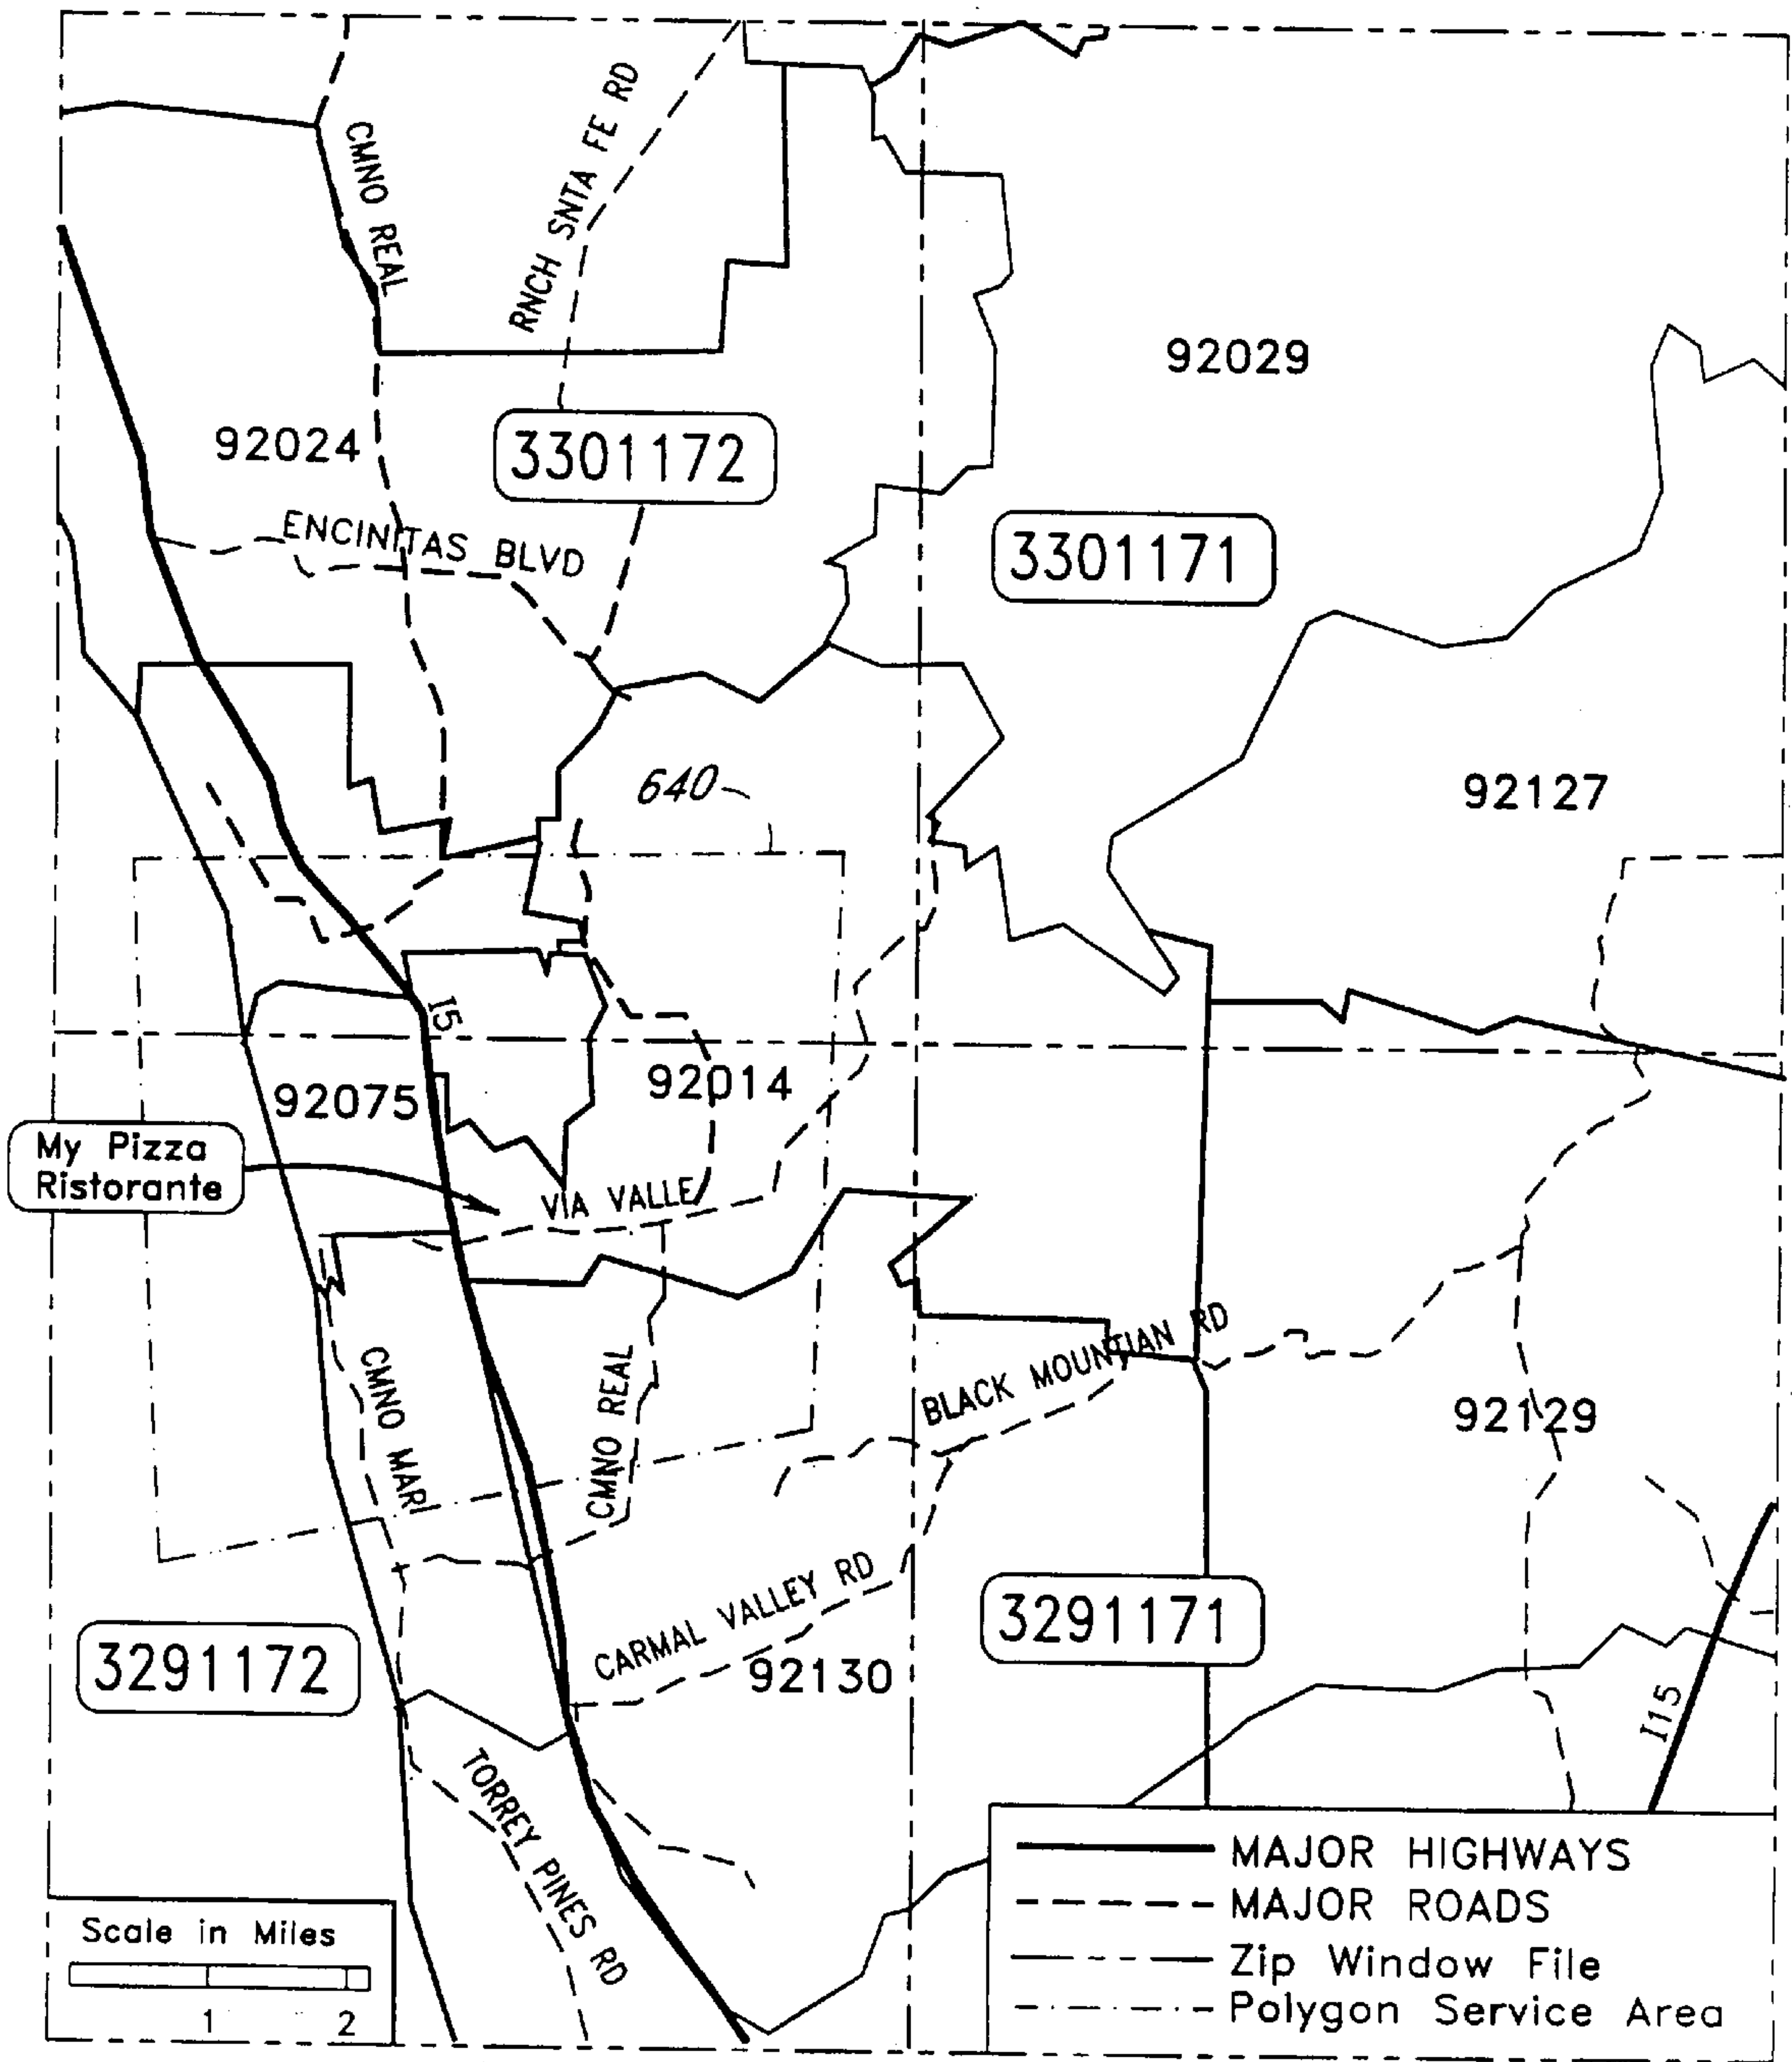 CMNO REAL
RNCH SNTA FE RD
92029
92024
3301172
ENCINITAS BLVD
3301171
640
92127
I5
92075
92014
My Pizza
Ristorante
VIA VALLE
BLACK MOUNTIAN RD
CMNO MAR
CMNO REAL
92129
CARMAL VALLEY RD
3291171
3291172
92130
I15
TORREY PINES RD
MAJOR HIGHWAYS
MAJOR ROADS
Zip Window File
Polygon Service Area
Scale in Miles
1 2